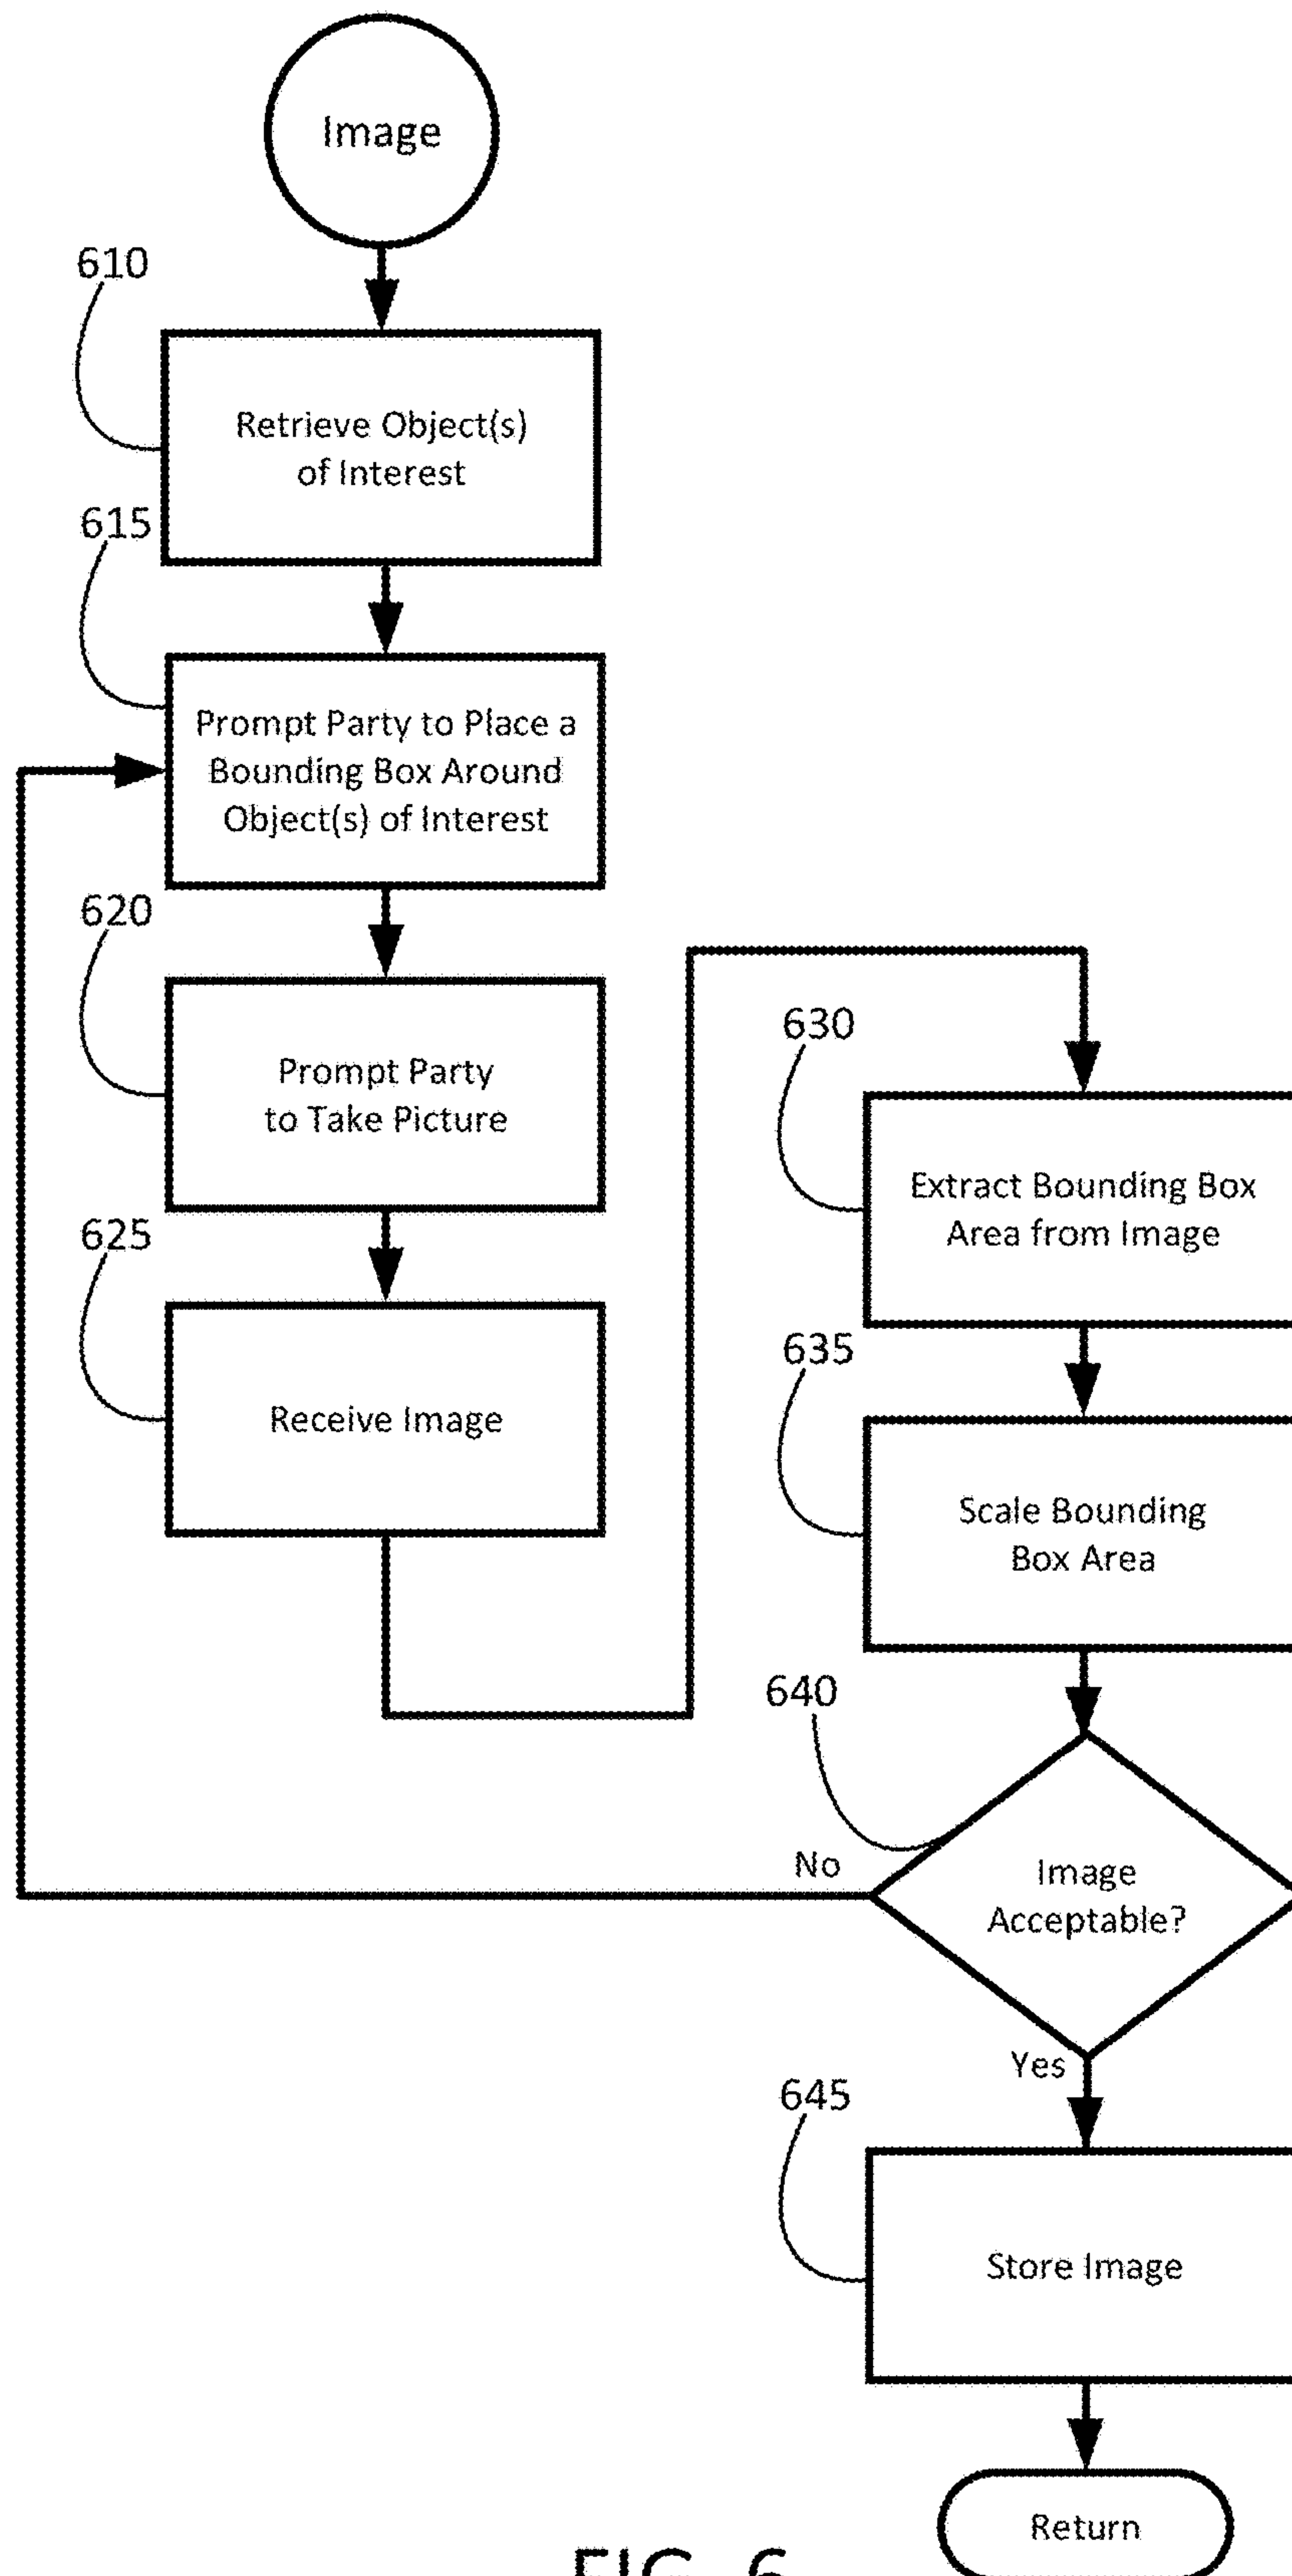 Image
610
Retrieve Object(s)
of Interest
615
Prompt Party to Place a
Bounding Box Around
Object(s) of Interest
620
Prompt Party
to Take Picture
625
Receive Image
630
Extract Bounding Box
Area from Image
635
Scale Bounding
Box Area
640
No
Image
Acceptable?
Yes
645
Store Image
Return
FIG. 6